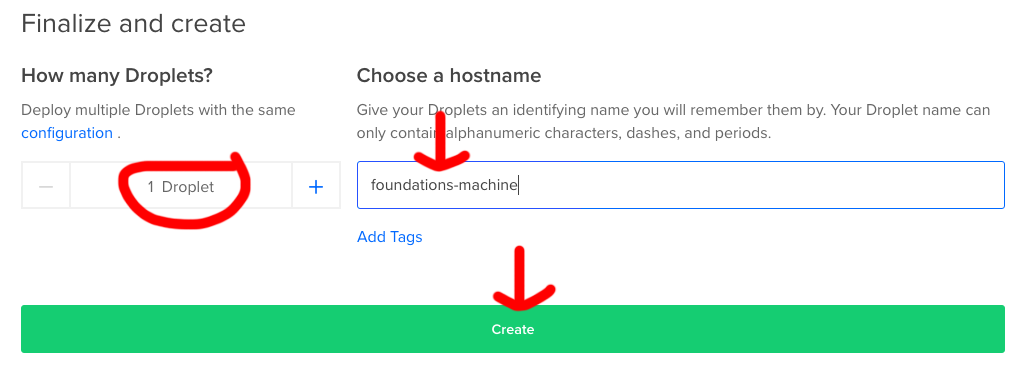 Finalize and create
How many Droplets?
Deploy multiple Droplets with the same
configuration .
− 1 Droplet +
Choose a hostname
Give your Droplets an identifying name you will remember them by. Your Droplet name can
only contain alphanumeric characters, dashes, and periods.
foundations-machine
Add Tags
Create